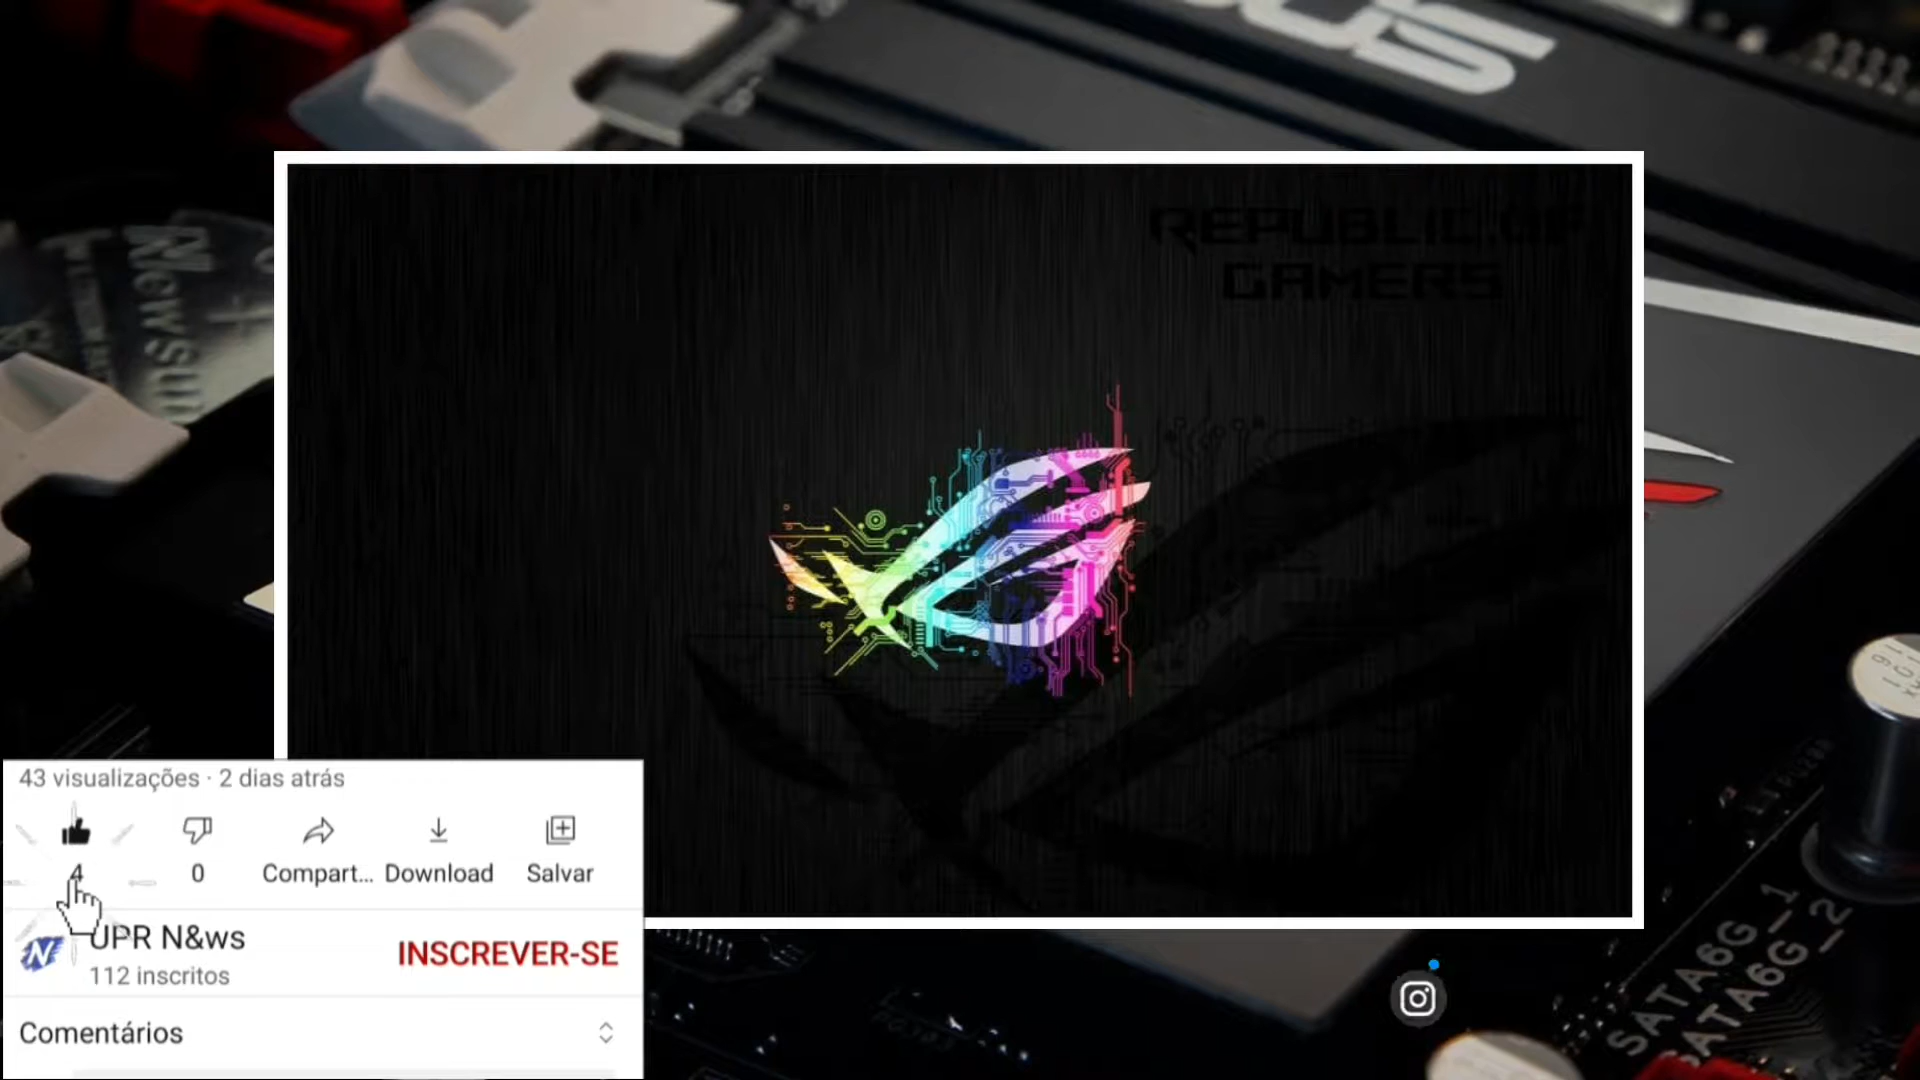 REPUBLIC OF
GAMERS
Newsun
43 visualizações · 2 dias atrás
4
0
Compart...
Download
Salvar
UPR N&ws
INSCREVER-SE
112 inscritos
Comentários
SATA6G_1
SATA6G_2